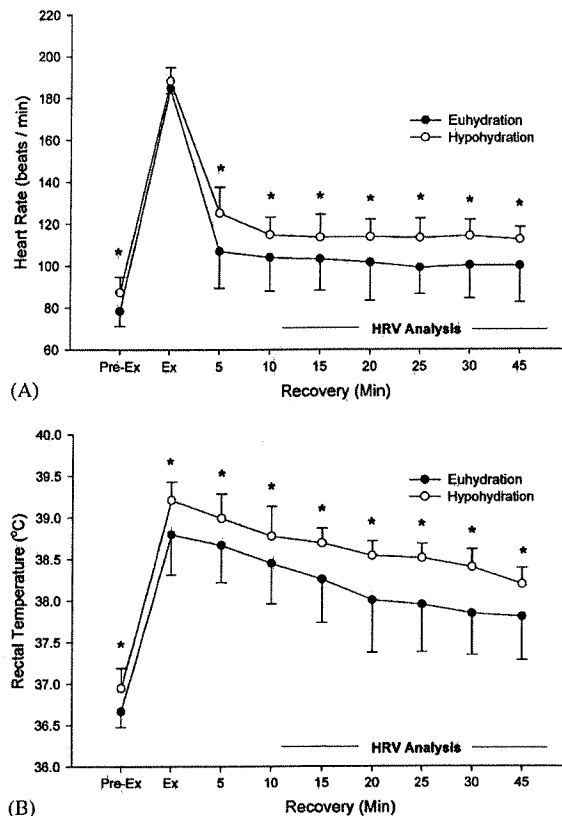 220
200
180
160
140
120
100
80
60
Heart Rate (beats / min)
Euhydration
Hypohydration
*
* * * * * * *
HRV Analysis
Pre-Ex Ex 5 10 15 20 25 30 45
Recovery (Min)
(A)
40.0
39.5
39.0
38.5
38.0
37.5
37.0
36.5
36.0
Rectal Temperature (°C)
Euhydration
Hypohydration
*
* * * * * * * *
HRV Analysis
Pre-Ex Ex 5 10 15 20 25 30 45
Recovery (Min)
(B)